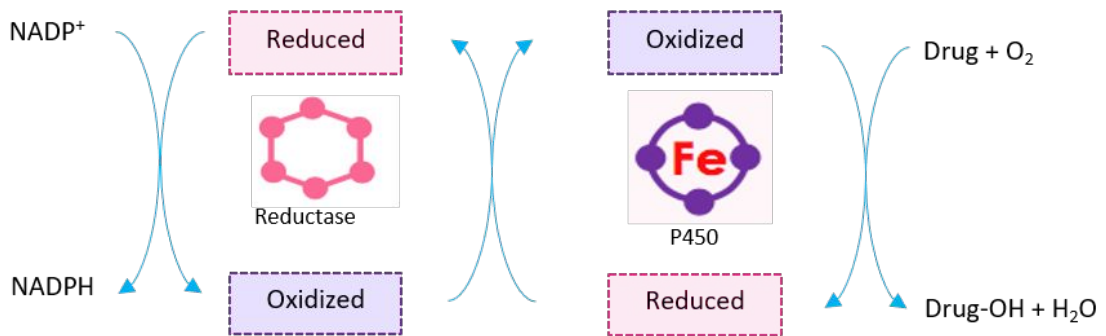 NADP⁺
Reduced
Oxidized
Drug + O₂
Fe
Reductase
P450
NADPH
Oxidized
Reduced
Drug-OH + H₂O